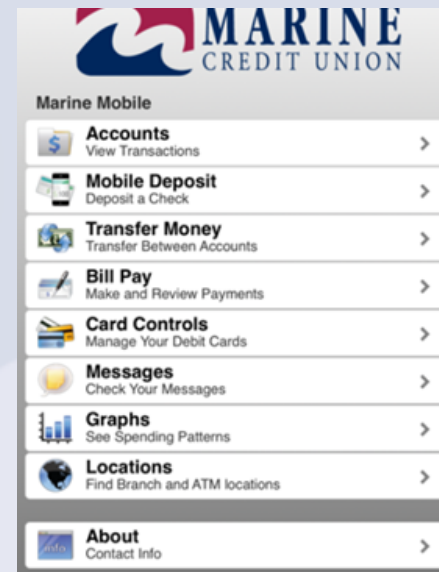 MARINE
CREDIT UNION
Marine Mobile
Accounts
View Transactions
Mobile Deposit
Deposit a Check
Transfer Money
Transfer Between Accounts
Bill Pay
Make and Review Payments
Card Controls
Manage Your Debit Cards
Messages
Check Your Messages
Graphs
See Spending Patterns
Locations
Find Branch and ATM locations
info
About
Contact Info